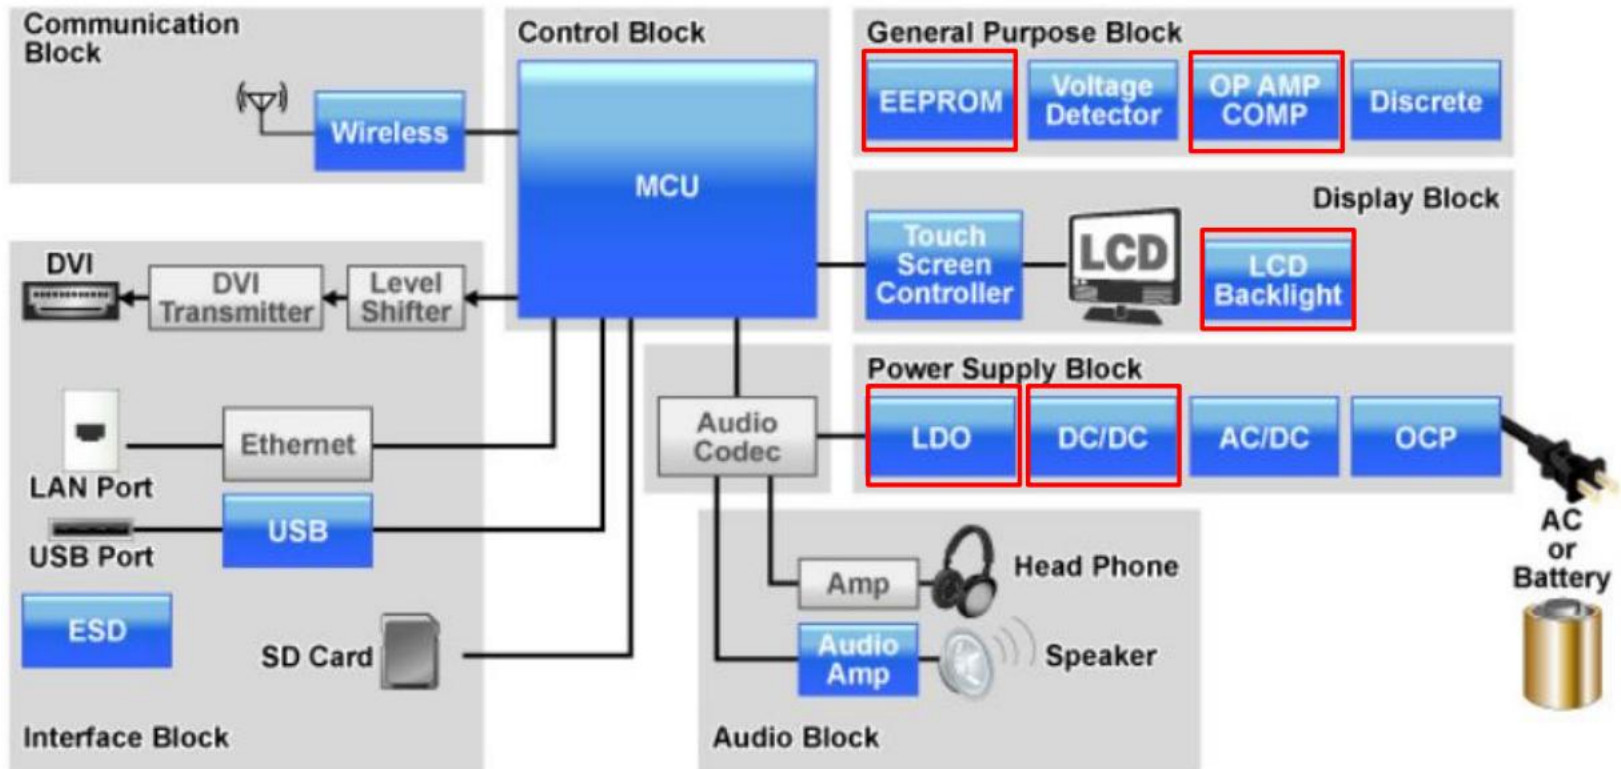 Communication
Block
Wireless
Control Block
MCU
General Purpose Block
EEPROM
Voltage
Detector
OP AMP
COMP
Discrete
Display Block
Touch
Screen
Controller
LCD
LCD
Backlight
DVI
DVI
Transmitter
Level
Shifter
Ethernet
LAN Port
USB
USB Port
ESD
SD Card
Interface Block
Audio
Codec
Power Supply Block
LDO
DC/DC
AC/DC
OCP
AC
or
Battery
Amp
Head Phone
Audio
Amp
Speaker
Audio Block